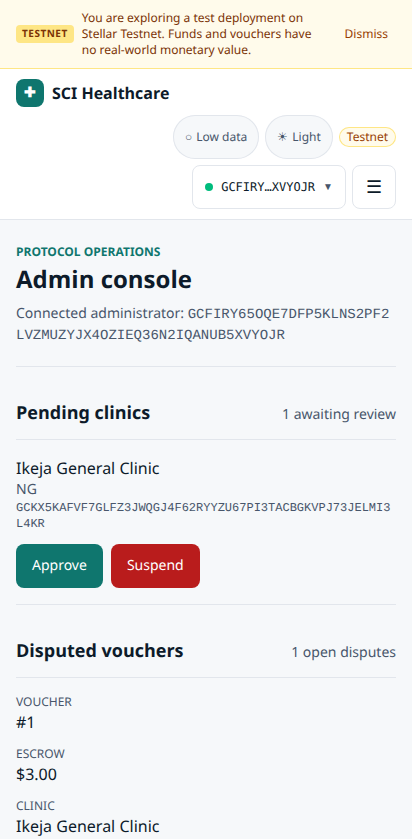 TESTNET
You are exploring a test deployment on
Stellar Testnet. Funds and vouchers have
no real-world monetary value.
Dismiss
SCI Healthcare
Low data
Light
Testnet
GCFIRY…XVYOJR
Admin console
PROTOCOL OPERATIONS
Connected administrator: GCFIRY65OQE7DFP5KLNS2PF2
LVZMUZYJX4OZIEQ36N2IQANUB5XVYOJR
Pending clinics
1 awaiting review
Ikeja General Clinic
NG
GCKX5KAFVF7GLFZ3JWQGJ4F62RYYZU67PI3TACBGKVPJ73JELMI3
L4KR
Approve
Suspend
Disputed vouchers
1 open disputes
VOUCHER
#1
ESCROW
$3.00
CLINIC
Ikeja General Clinic